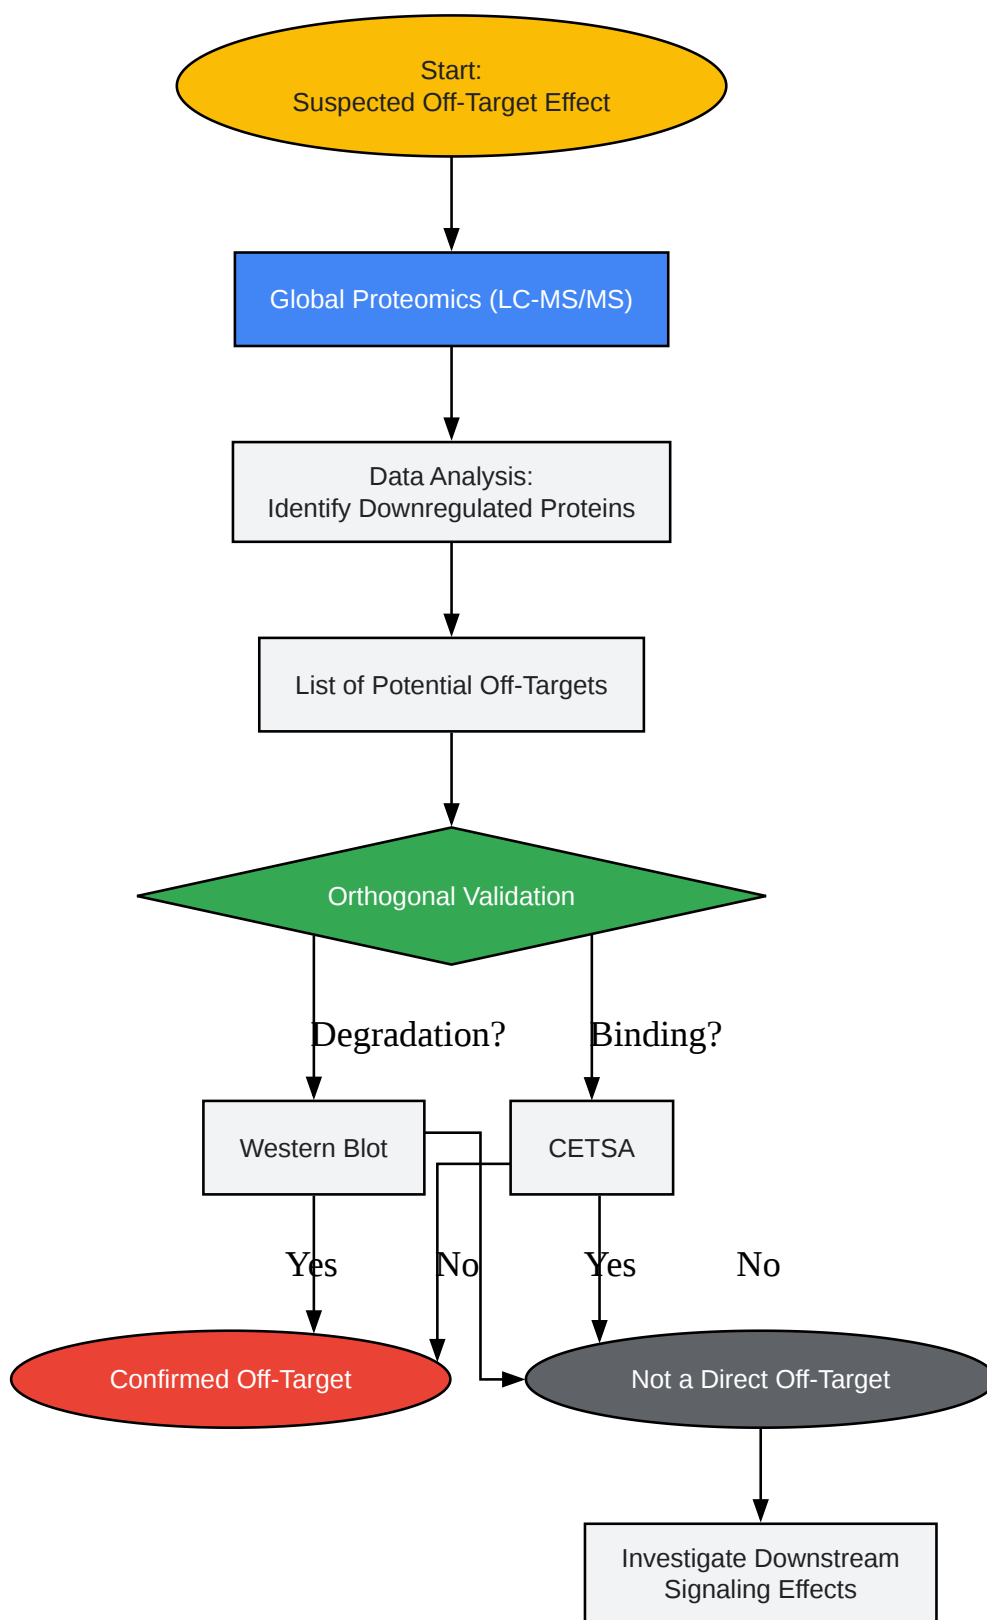 Start:
Suspected Off-Target Effect
Global Proteomics (LC-MS/MS)
Data Analysis:
Identify Downregulated Proteins
List of Potential Off-Targets
Orthogonal Validation
Degradation?
Binding?
Western Blot
CETSA
Yes
No
Yes
No
Confirmed Off-Target
Not a Direct Off-Target
Investigate Downstream
Signaling Effects